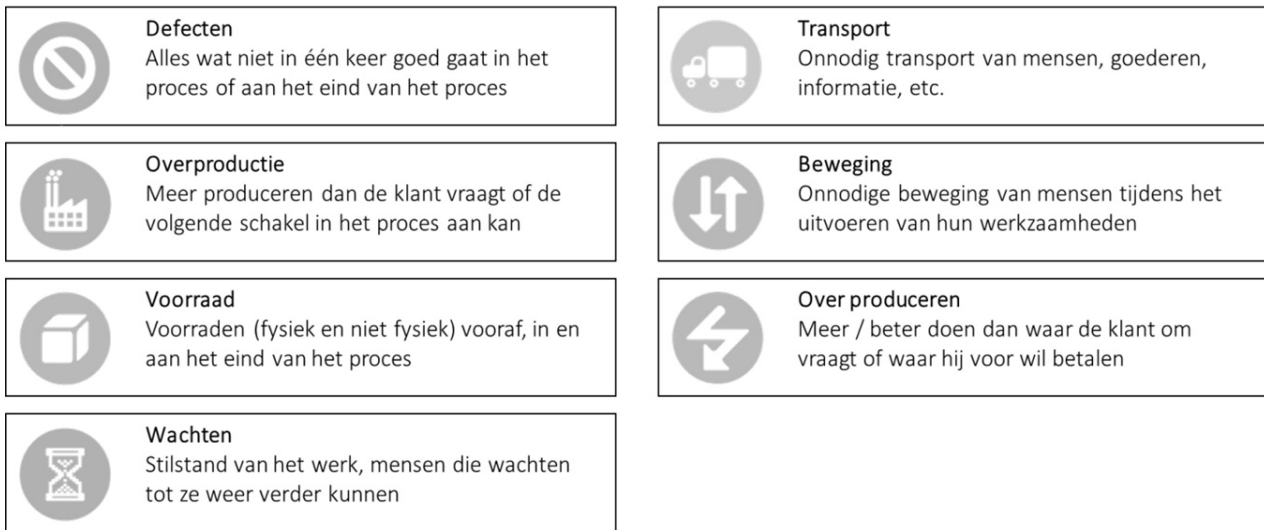 Defecten
Alles wat niet in één keer goed gaat in het
proces of aan het eind van het proces
Overproductie
Meer produceren dan de klant vraagt of de
volgende schakel in het proces aan kan
Voorraad
Voorraden (fysiek en niet fysiek) vooraf, in en
aan het eind van het proces
Wachten
Stilstand van het werk, mensen die wachten
tot ze weer verder kunnen
Transport
Onnodig transport van mensen, goederen,
informatie, etc.
Beweging
Onnodige beweging van mensen tijdens het
uitvoeren van hun werkzaamheden
Over produceren
Meer / beter doen dan waar de klant om
vraagt of waar hij voor wil betalen